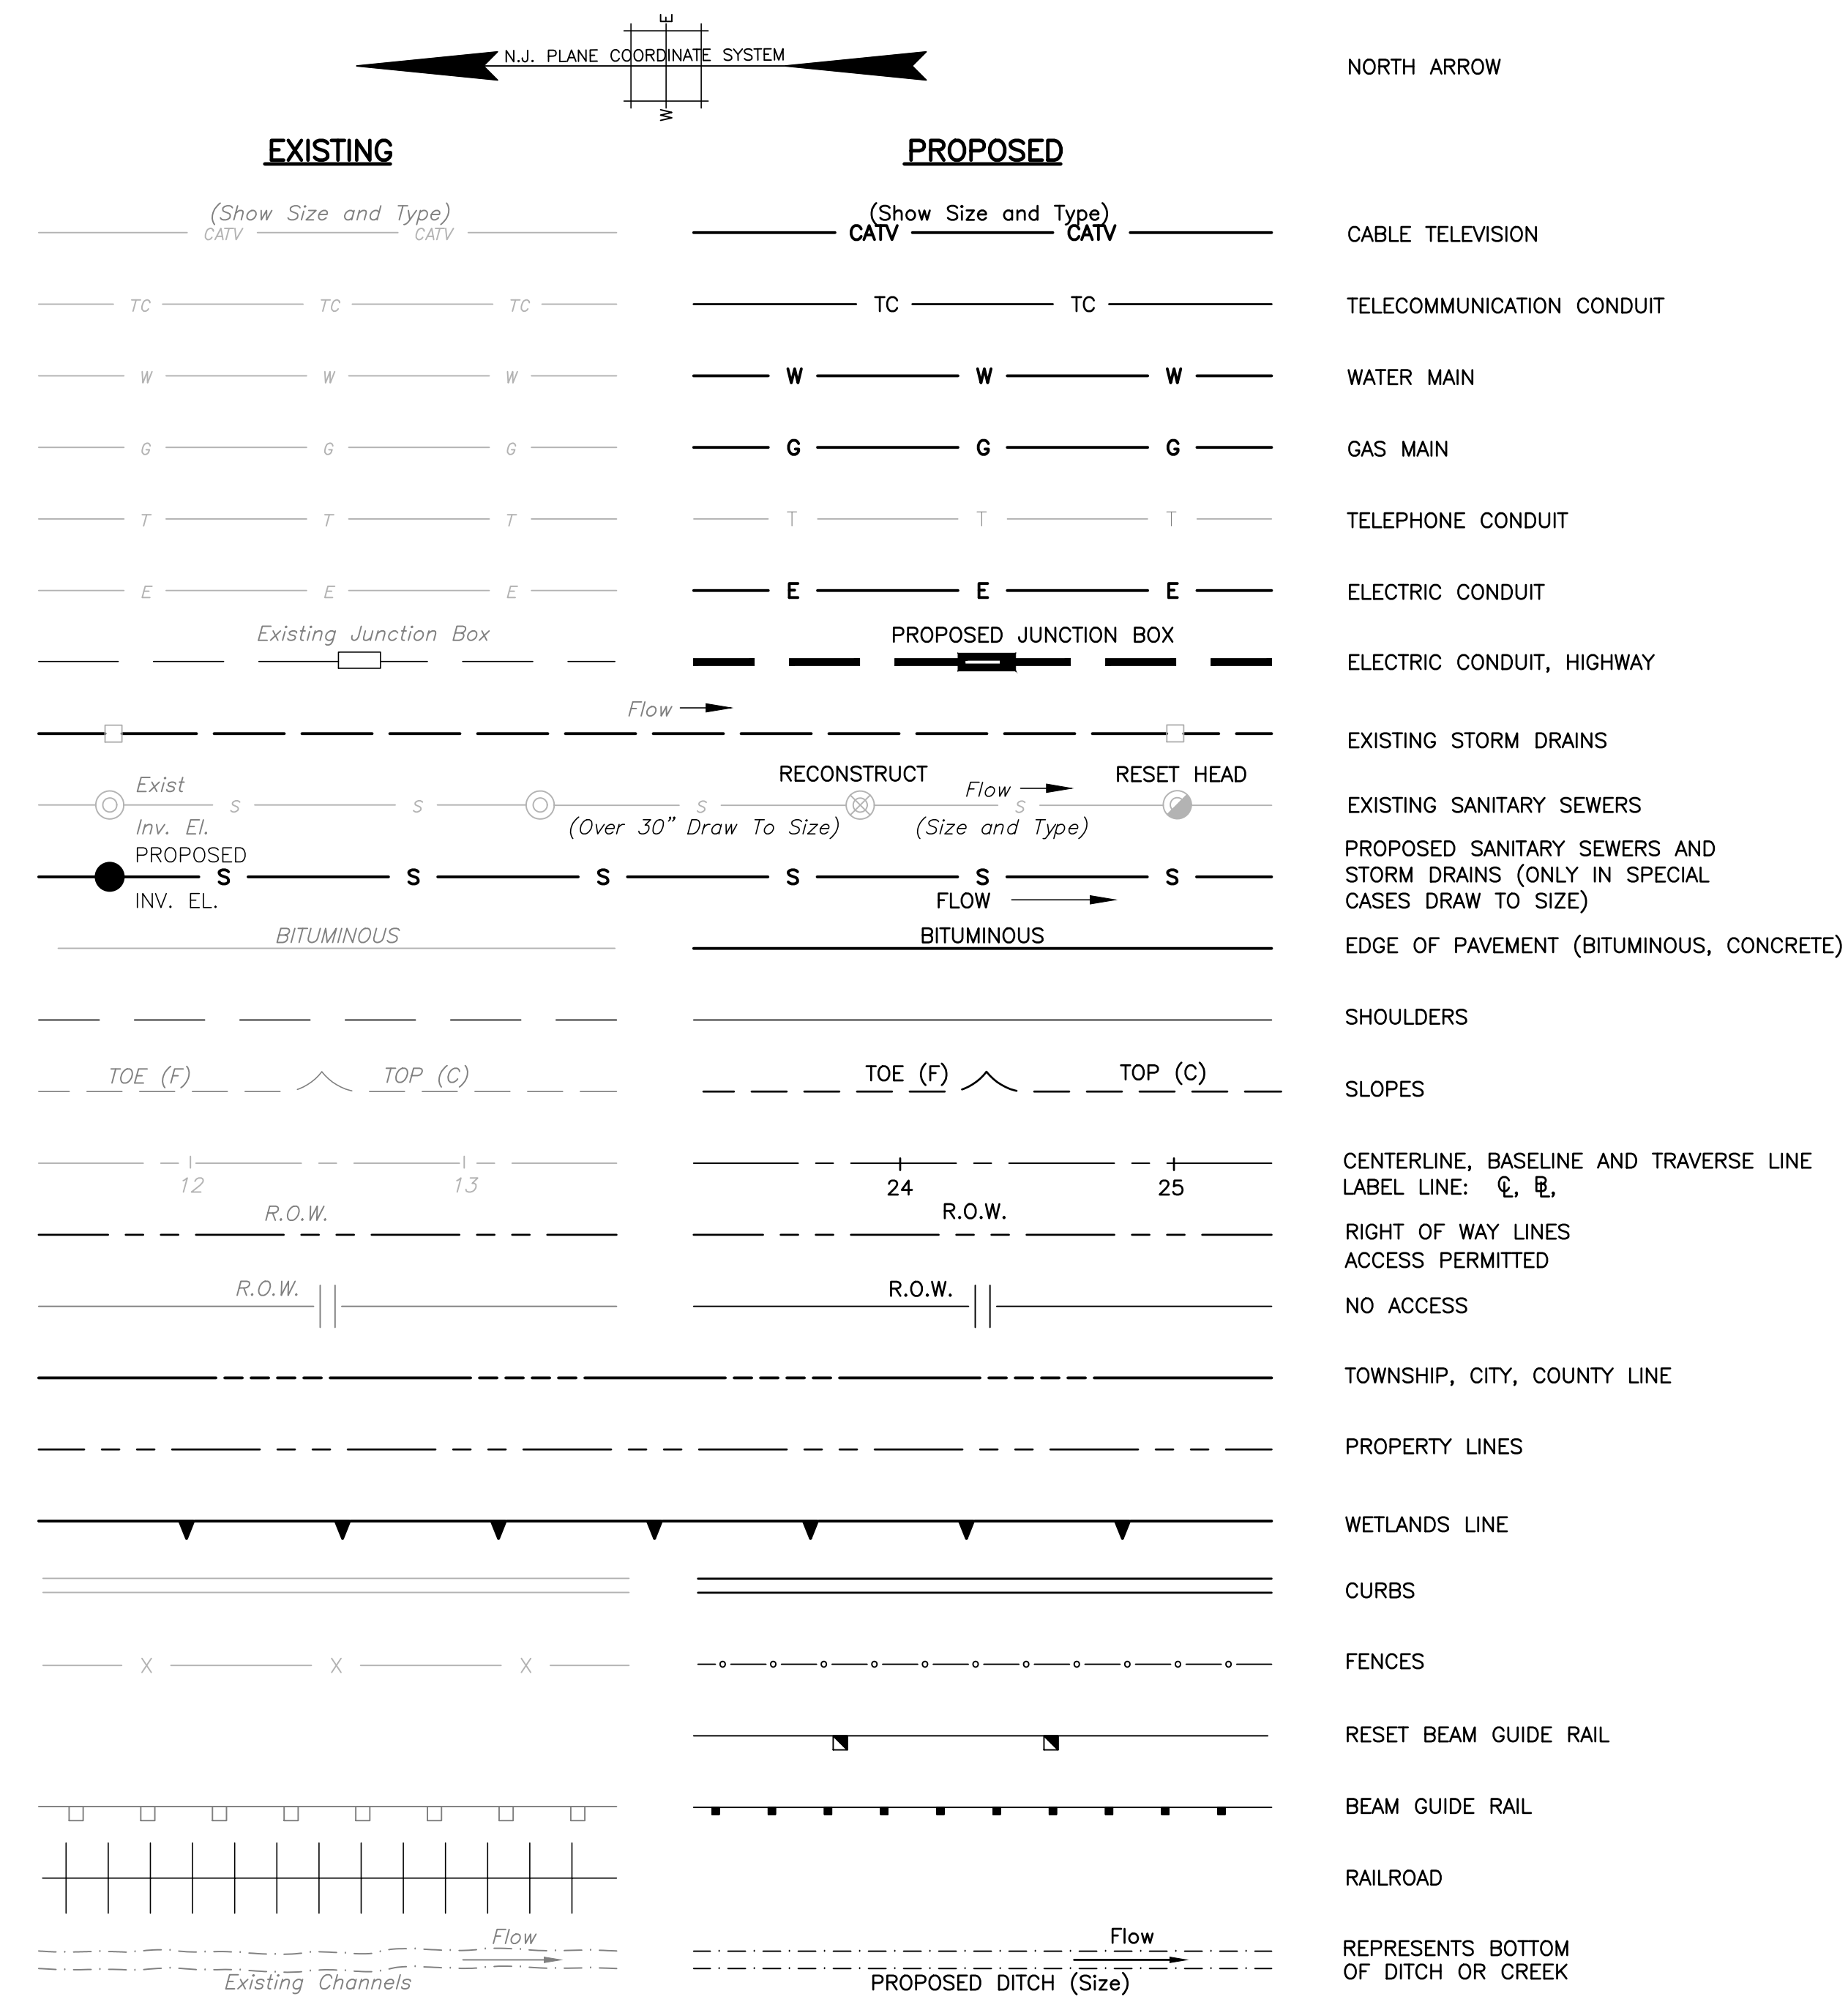 E
N.J. PLANE COORDINATE SYSTEM
W
NORTH ARROW
EXISTING
PROPOSED
(Show Size and Type)
CATV CATV
(Show Size and Type)
CATV CATV
CABLE TELEVISION
TC TC TC
TC TC
TELECOMMUNICATION CONDUIT
W W W
W W W
WATER MAIN
G G G
G G G
GAS MAIN
T T T
T T T
TELEPHONE CONDUIT
E E E
E E E
ELECTRIC CONDUIT
Existing Junction Box
PROPOSED JUNCTION BOX
ELECTRIC CONDUIT, HIGHWAY
Flow
EXISTING STORM DRAINS
Exist
RECONSTRUCT
Flow
RESET HEAD
S S S S
EXISTING SANITARY SEWERS
Inv. El.
(Over 30" Draw To Size)
(Size and Type)
PROPOSED
S S S S S S
INV. EL.
FLOW
PROPOSED SANITARY SEWERS AND
STORM DRAINS (ONLY IN SPECIAL
CASES DRAW TO SIZE)
BITUMINOUS
BITUMINOUS
EDGE OF PAVEMENT (BITUMINOUS, CONCRETE)
SHOULDERS
TOE (F) TOP (C)
TOE (F) TOP (C)
SLOPES
12 13
24 25
CENTERLINE, BASELINE AND TRAVERSE LINE
LABEL LINE: ℄, BL,
R.O.W.
R.O.W.
RIGHT OF WAY LINES
ACCESS PERMITTED
R.O.W.
R.O.W.
NO ACCESS
TOWNSHIP, CITY, COUNTY LINE
PROPERTY LINES
WETLANDS LINE
CURBS
X X X
FENCES
RESET BEAM GUIDE RAIL
BEAM GUIDE RAIL
RAILROAD
Flow
Existing Channels
Flow
PROPOSED DITCH (Size)
REPRESENTS BOTTOM
OF DITCH OR CREEK